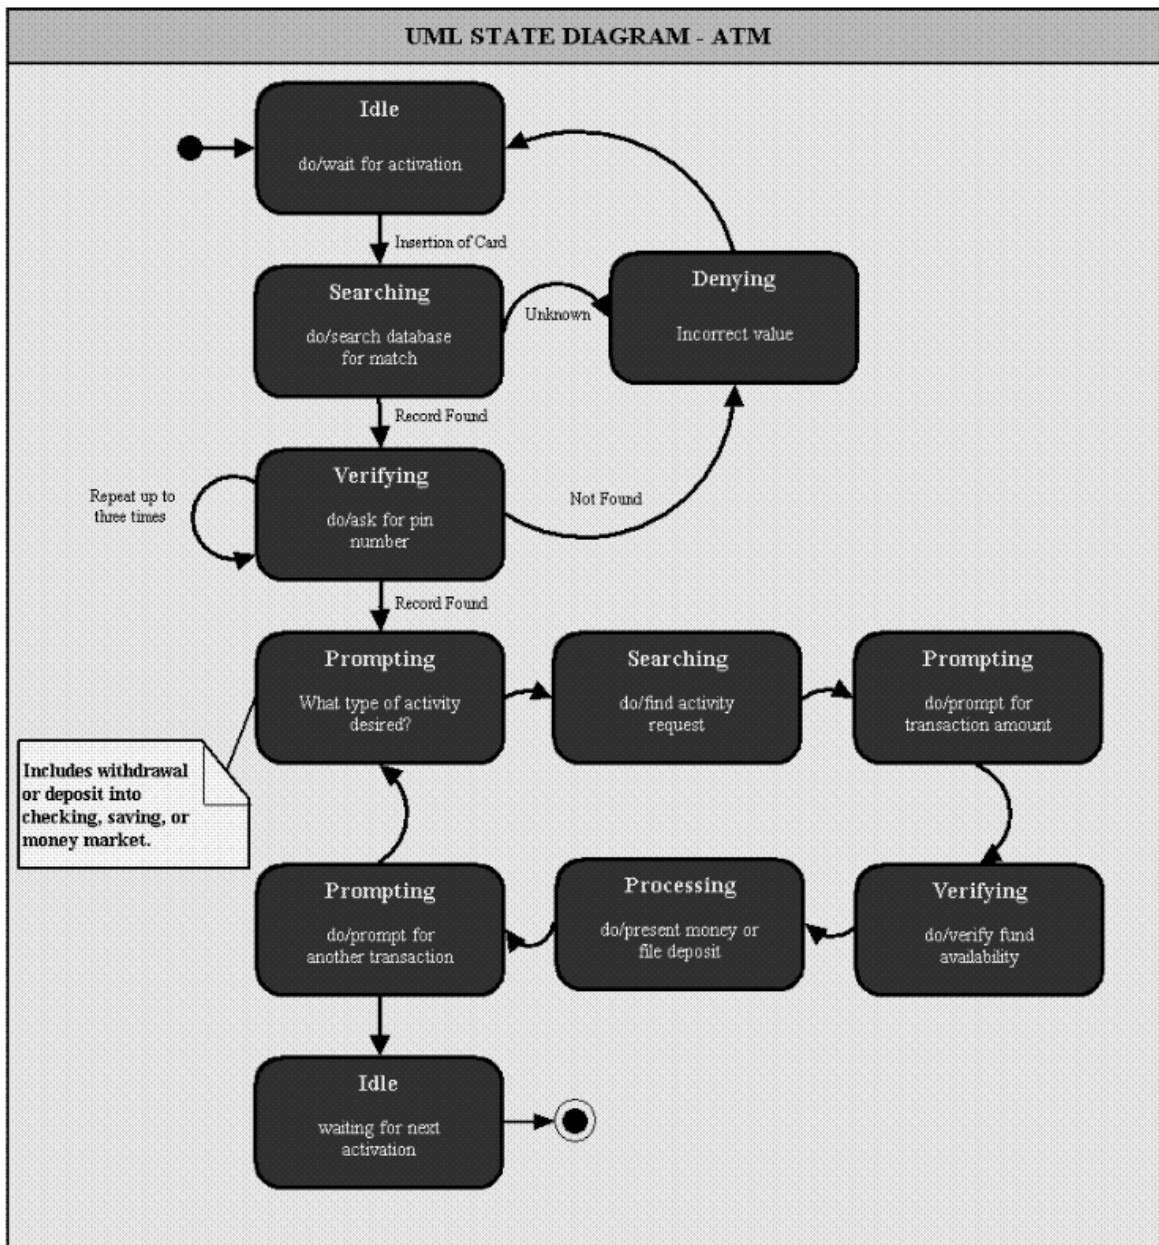 UML STATE DIAGRAM - ATM
Idle
do/wait for activation
Insertion of Card
Searching
do/search database
for match
Unknown
Denying
Incorrect value
Record Found
Verifying
do/ask for pin
number
Repeat up to
three times
Not Found
Record Found
Prompting
What type of activity
desired?
Searching
do/find activity
request
Prompting
do/prompt for
transaction amount
Includes withdrawal
or deposit into
checking, saving, or
money market.
Prompting
do/prompt for
another transaction
Processing
do/present money or
file deposit
Verifying
do/verify fund
availability
Idle
waiting for next
activation